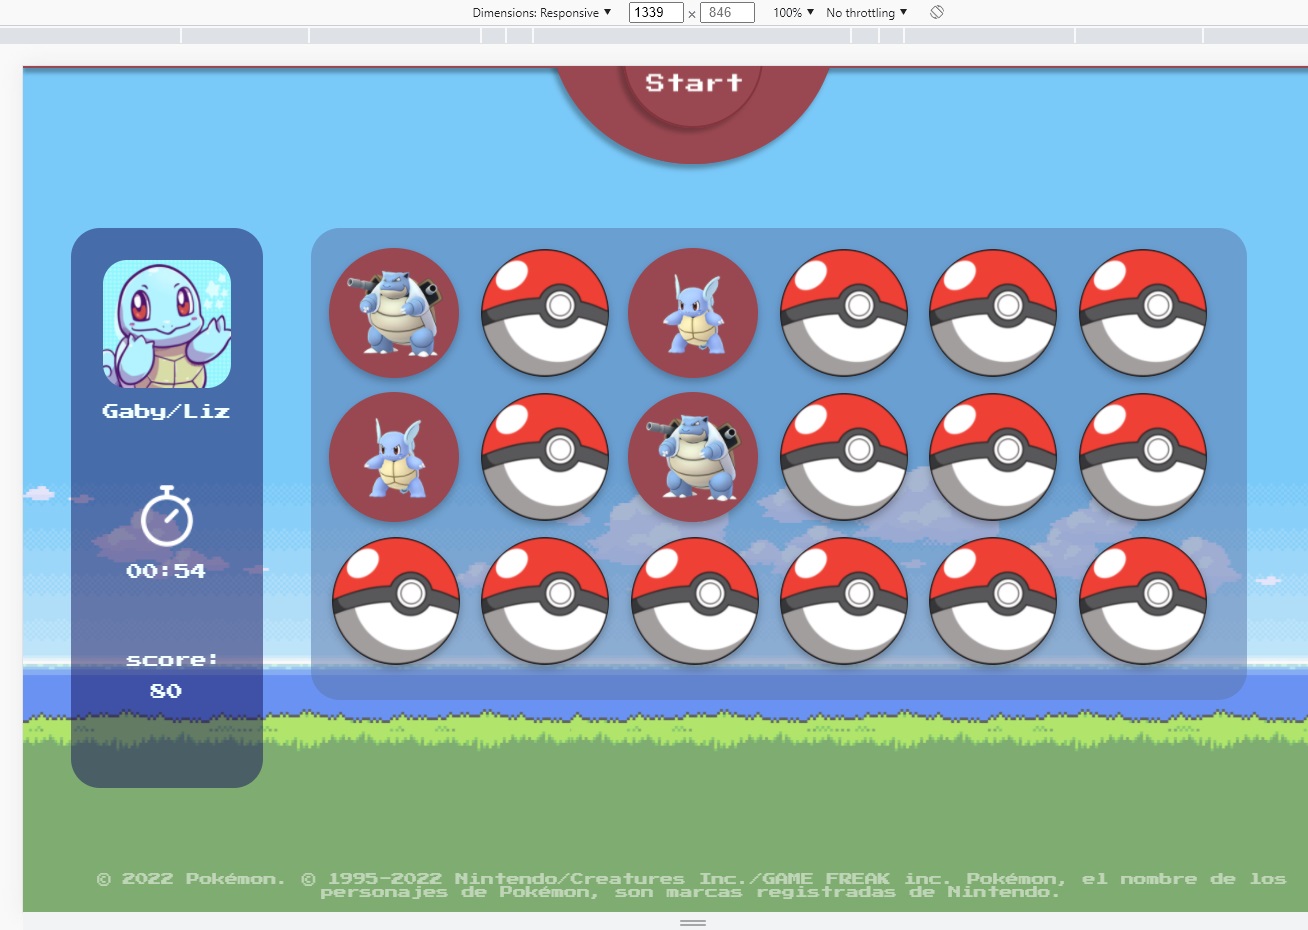 Dimensions: Responsive ▼ 1339 × 846 100% ▼ No throttling ▼
Start
Gaby/Liz
00:54
score:
80
© 2022 Pokémon. © 1995-2022 Nintendo/Creatures Inc./GAME FREAK inc. Pokémon, el nombre de los
personajes de Pokémon, son marcas registradas de Nintendo.